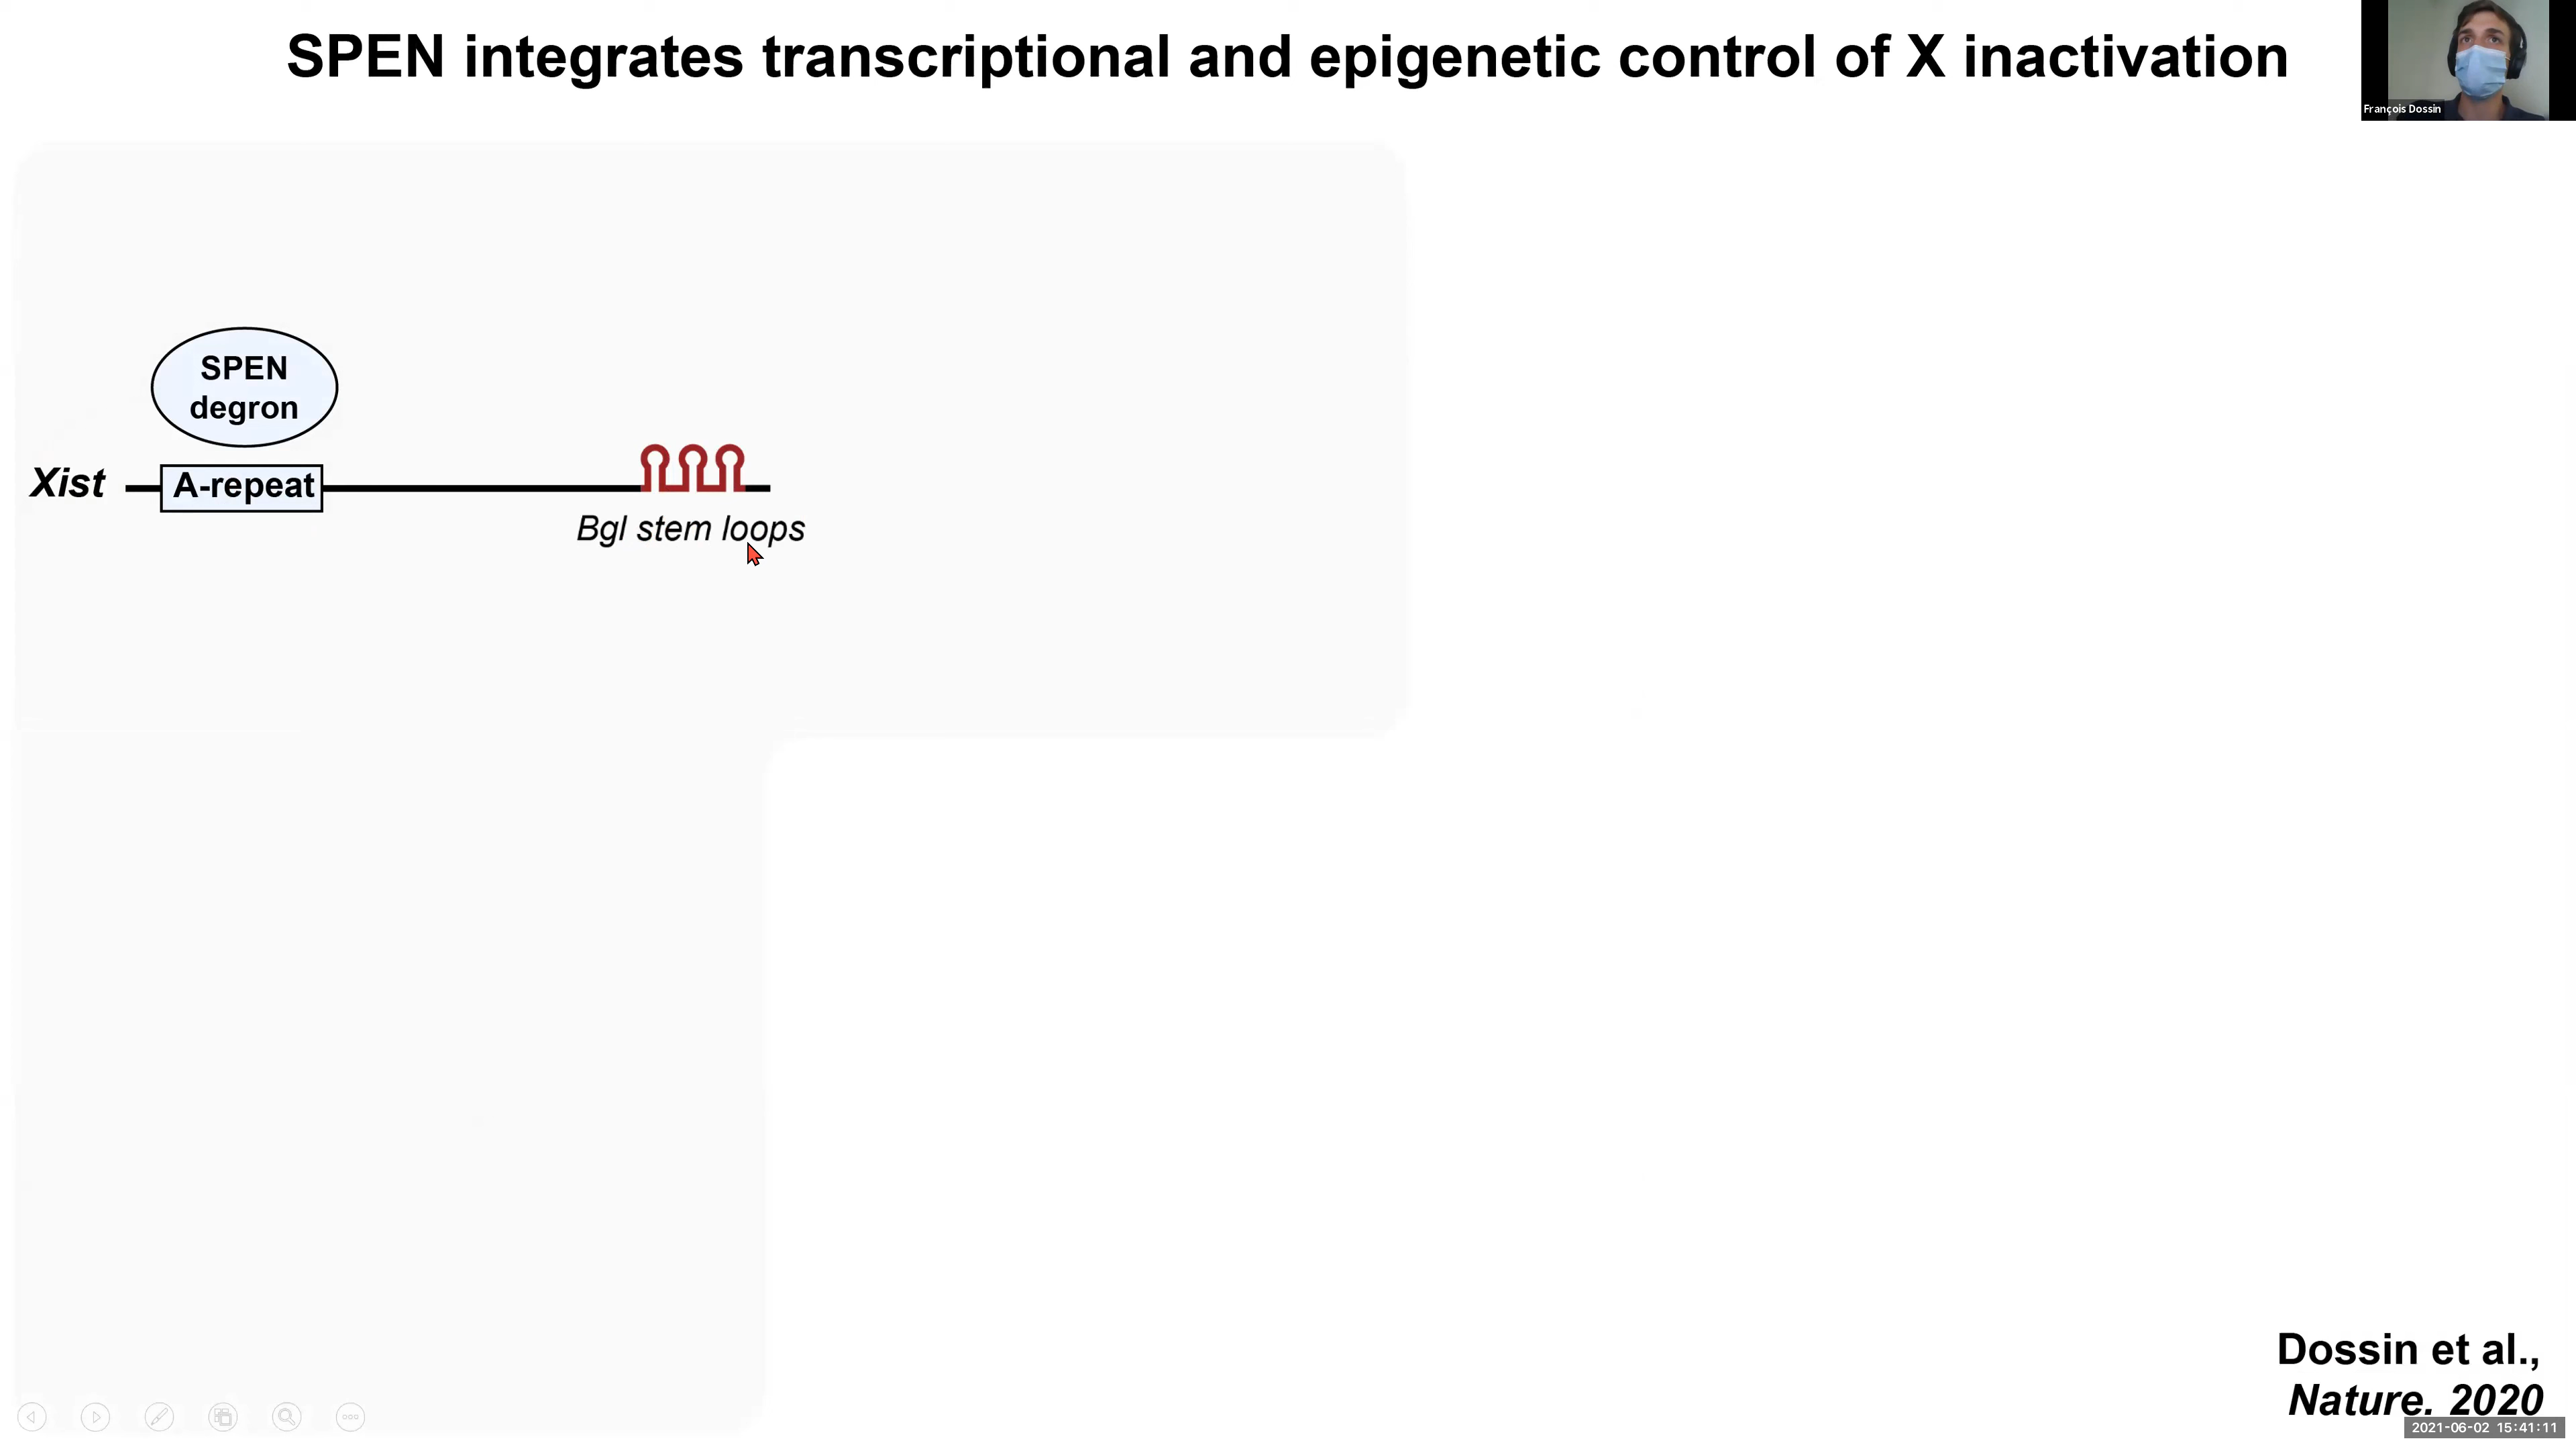 SPEN integrates transcriptional and epigenetic control of X inactivation
François Dossin
SPEN
degron
Xist
A-repeat
Bgl stem loops
Dossin et al.,
Nature. 2020
2021-06-02 15:41:11